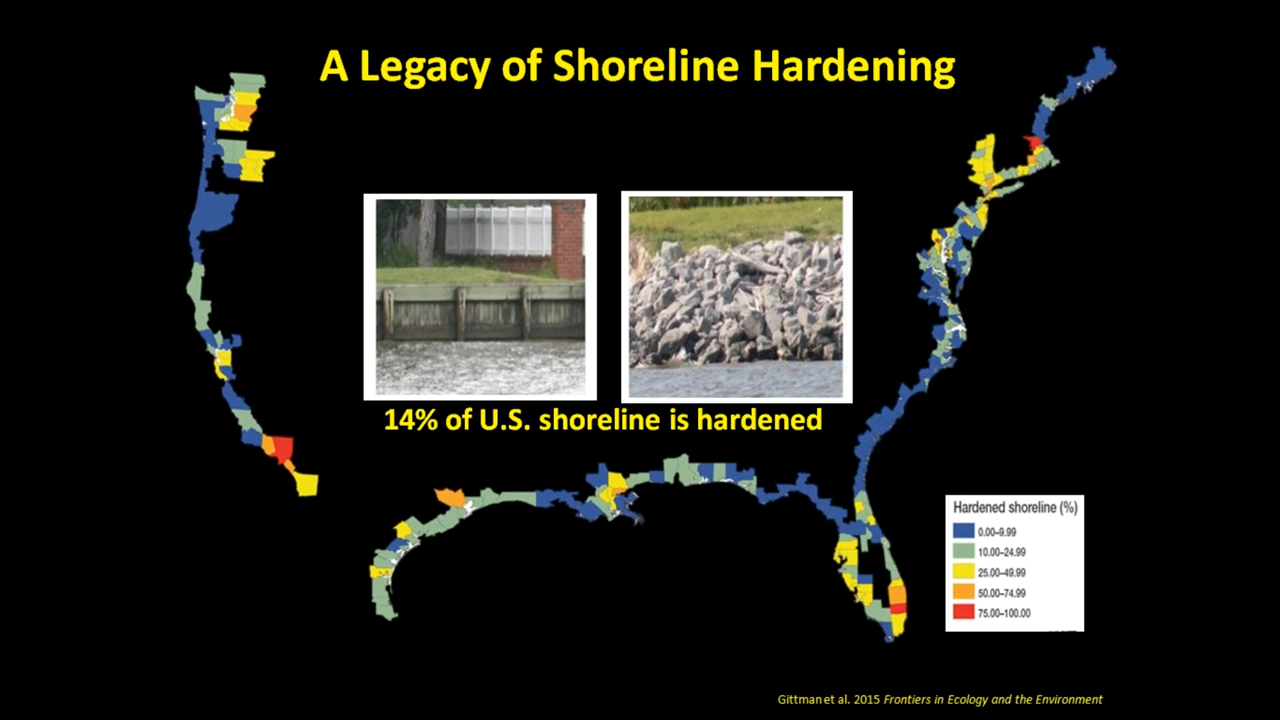 A Legacy of Shoreline Hardening
14% of U.S. shoreline is hardened
Hardened shoreline (%)
0.00–9.99
10.00–24.99
25.00–49.99
50.00–74.99
75.00–100.00
Gittman et al. 2015 Frontiers in Ecology and the Environment